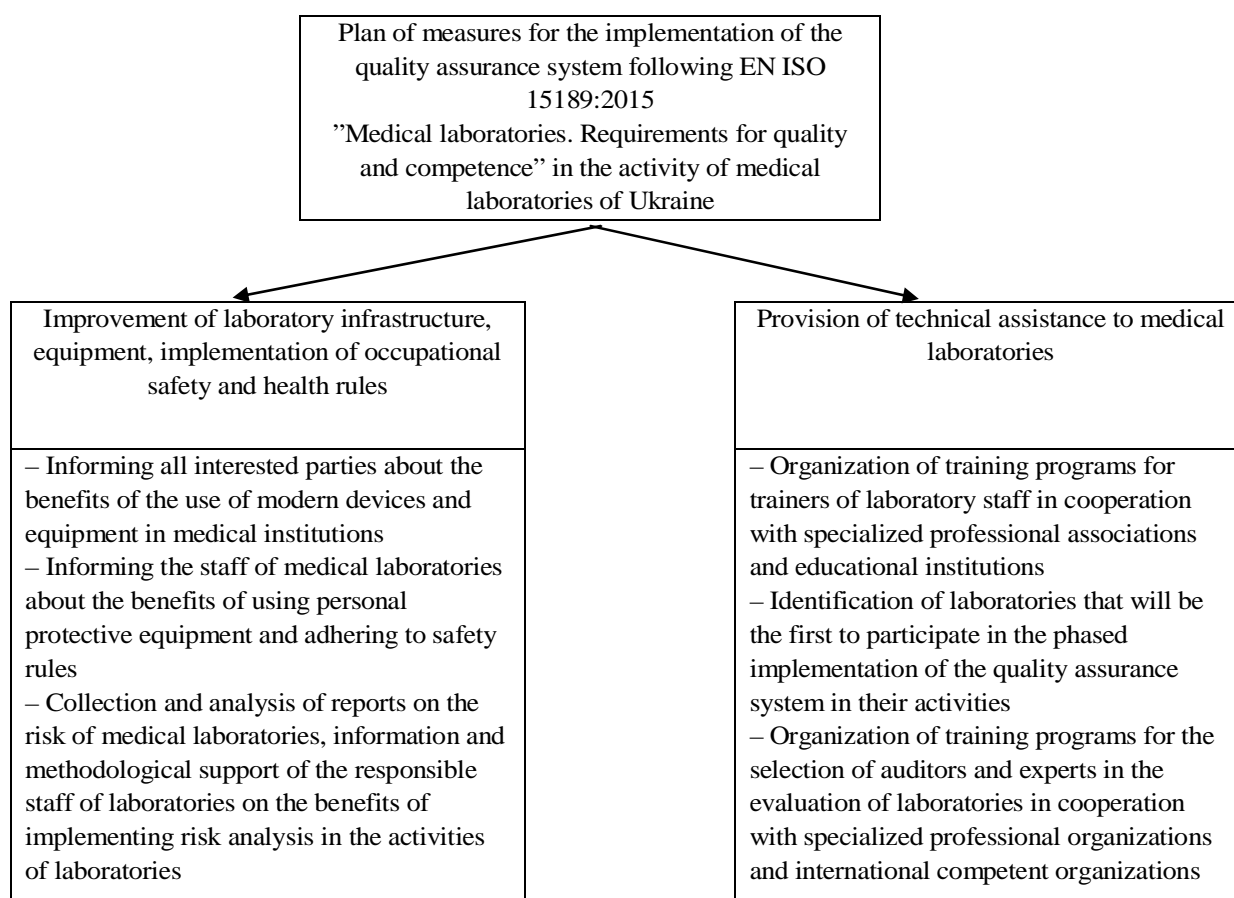 Plan of measures for the implementation of the
quality assurance system following EN ISO
15189:2015
”Medical laboratories. Requirements for quality
and competence” in the activity of medical
laboratories of Ukraine
Improvement of laboratory infrastructure,
equipment, implementation of occupational
safety and health rules
– Informing all interested parties about the
benefits of the use of modern devices and
equipment in medical institutions
– Informing the staff of medical laboratories
about the benefits of using personal
protective equipment and adhering to safety
rules
– Collection and analysis of reports on the
risk of medical laboratories, information and
methodological support of the responsible
staff of laboratories on the benefits of
implementing risk analysis in the activities
of laboratories
Provision of technical assistance to medical
laboratories
– Organization of training programs for
trainers of laboratory staff in cooperation
with specialized professional associations
and educational institutions
– Identification of laboratories that will be
the first to participate in the phased
implementation of the quality assurance
system in their activities
– Organization of training programs for the
selection of auditors and experts in the
evaluation of laboratories in cooperation
with specialized professional organizations
and international competent organizations